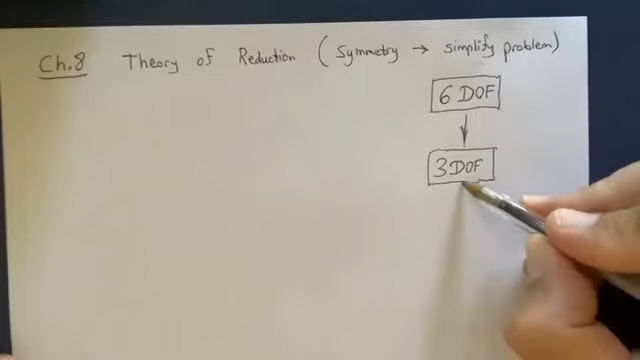 Ch.8 Theory of Reduction (Symmetry → simplify problem)
6 DOF
3 DOF